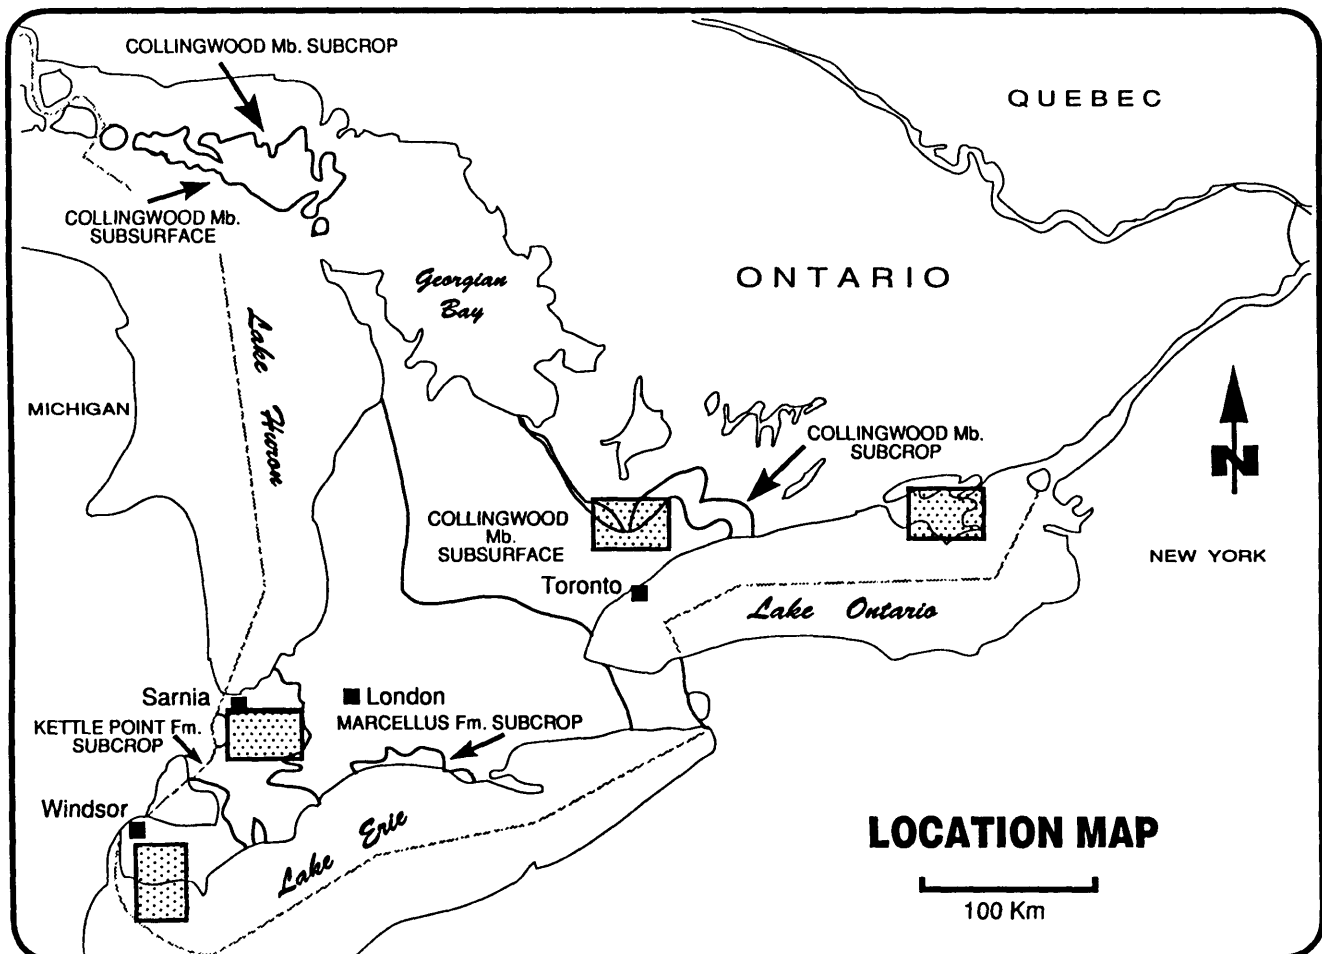 COLLINGWOOD Mb. SUBCROP
QUEBEC
COLLINGWOOD Mb.
SUBSURFACE
ONTARIO
Georgian
Bay
Lake Huron
MICHIGAN
COLLINGWOOD Mb.
SUBCROP
N
COLLINGWOOD
Mb.
SUBSURFACE
NEW YORK
Toronto
Lake Ontario
Sarnia
London
KETTLE POINT Fm.
SUBCROP
MARCELLUS Fm. SUBCROP
Windsor
Lake Erie
LOCATION MAP
100 Km